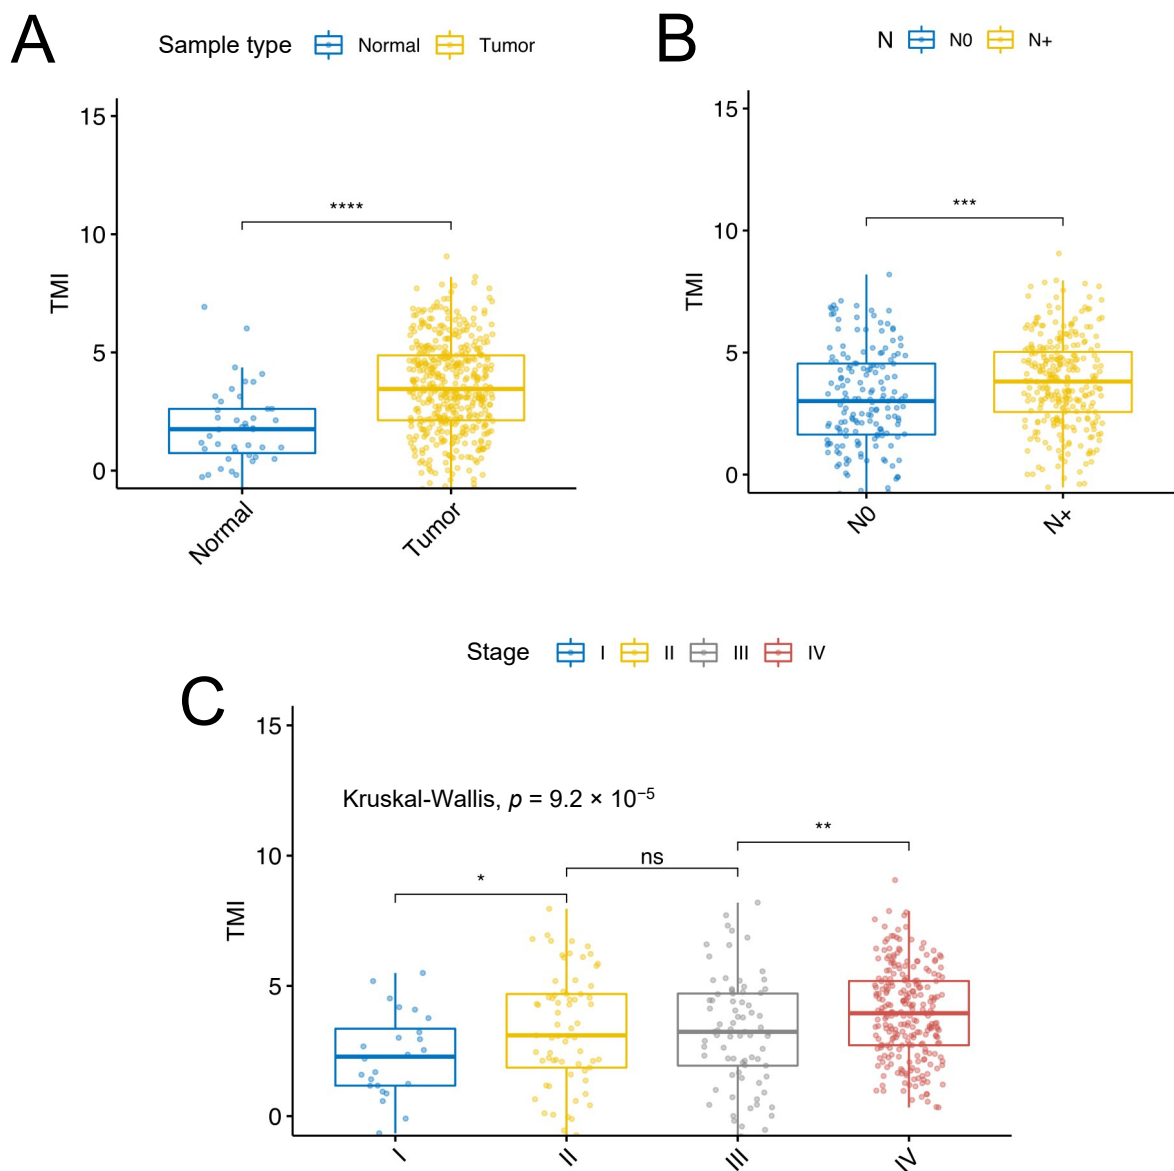 A
Sample type Normal Tumor
15
10
5
0
TMI
****
Normal
Tumor
B
N N0 N+
15
10
5
0
TMI
***
N0
N+
C
Stage I II III IV
15
10
5
0
TMI
Kruskal-Wallis, p = 9.2 × 10⁻⁵
*
ns
**
I
II
III
IV